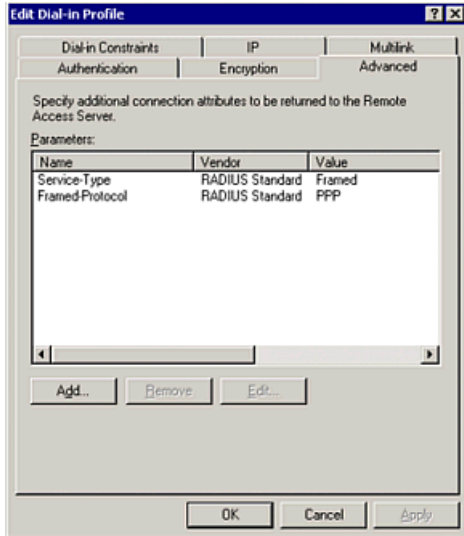 Edit Dial-in Profile
Dial-in Constraints IP Multilink
Authentication Encryption Advanced
Specify additional connection attributes to be returned to the Remote
Access Server.
Parameters:
Name Vendor Value
Service-Type RADIUS Standard Framed
Framed-Protocol RADIUS Standard PPP
Add... Remove Edit...
OK Cancel Apply